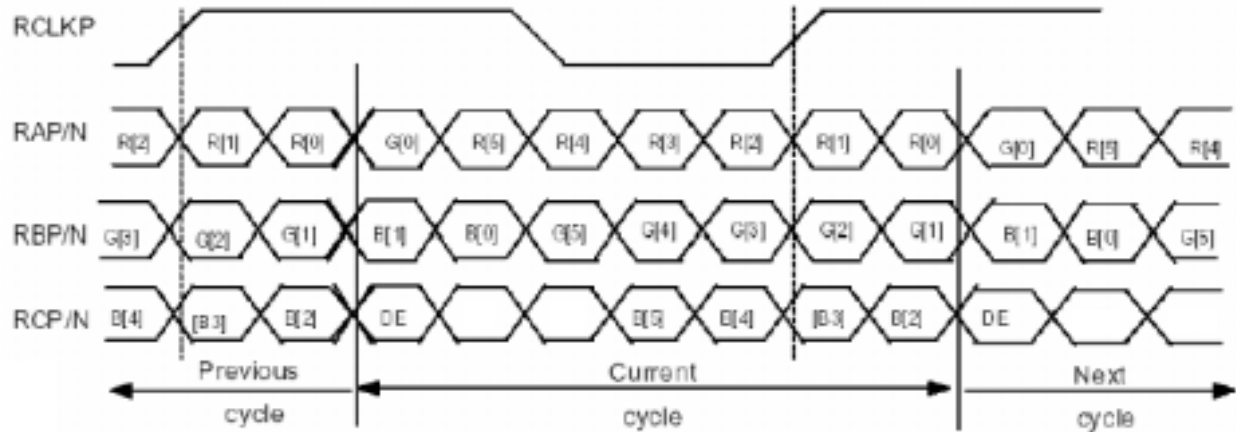 RCLKP
RAP/N R[2] R[1] R[0] G[0] R[5] R[4] R[3] R[2] R[1] R[0] G[0] R[5] R[4]
RBP/N G[3] G[2] G[1] B[1] B[0] G[5] G[4] G[3] G[2] G[1] B[1] B[0] G[5]
RCP/N B[4] [B3] B[2] DE B[5] B[4] [B3] B[2] DE
Previous Current Next
cycle cycle cycle